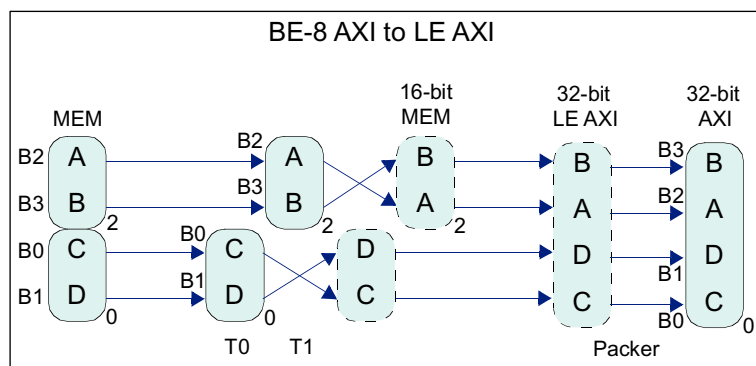 BE-8 AXI to LE AXI
MEM
16-bit
MEM
32-bit
LE AXI
32-bit
AXI
B2 A B2 A B B B3 B
B3 B B3 B A A B2 A
2 2 2
B0 C B0 C D D D
B1
B1 D B1 D C C B0 C
0 0 0
T0 T1 Packer